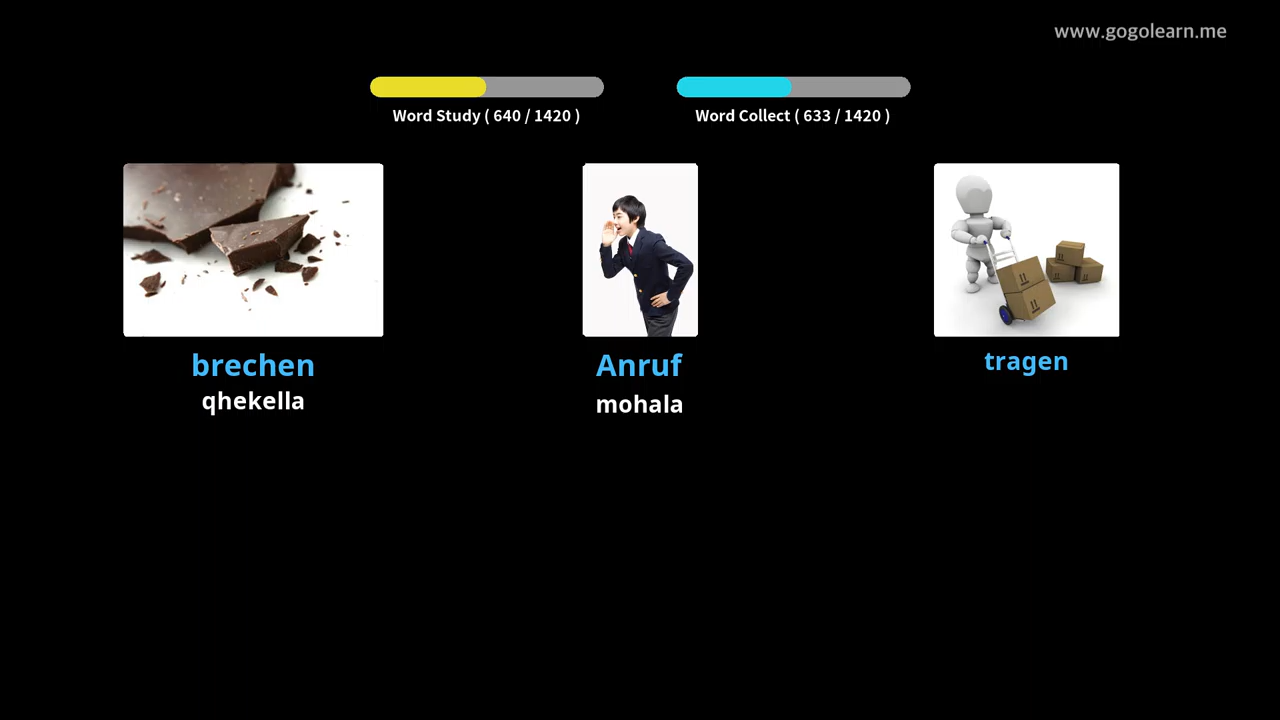 www.gogolearn.me
Word Study ( 640 / 1420 )
Word Collect ( 633 / 1420 )
brechen
qhekella
Anruf
mohala
tragen